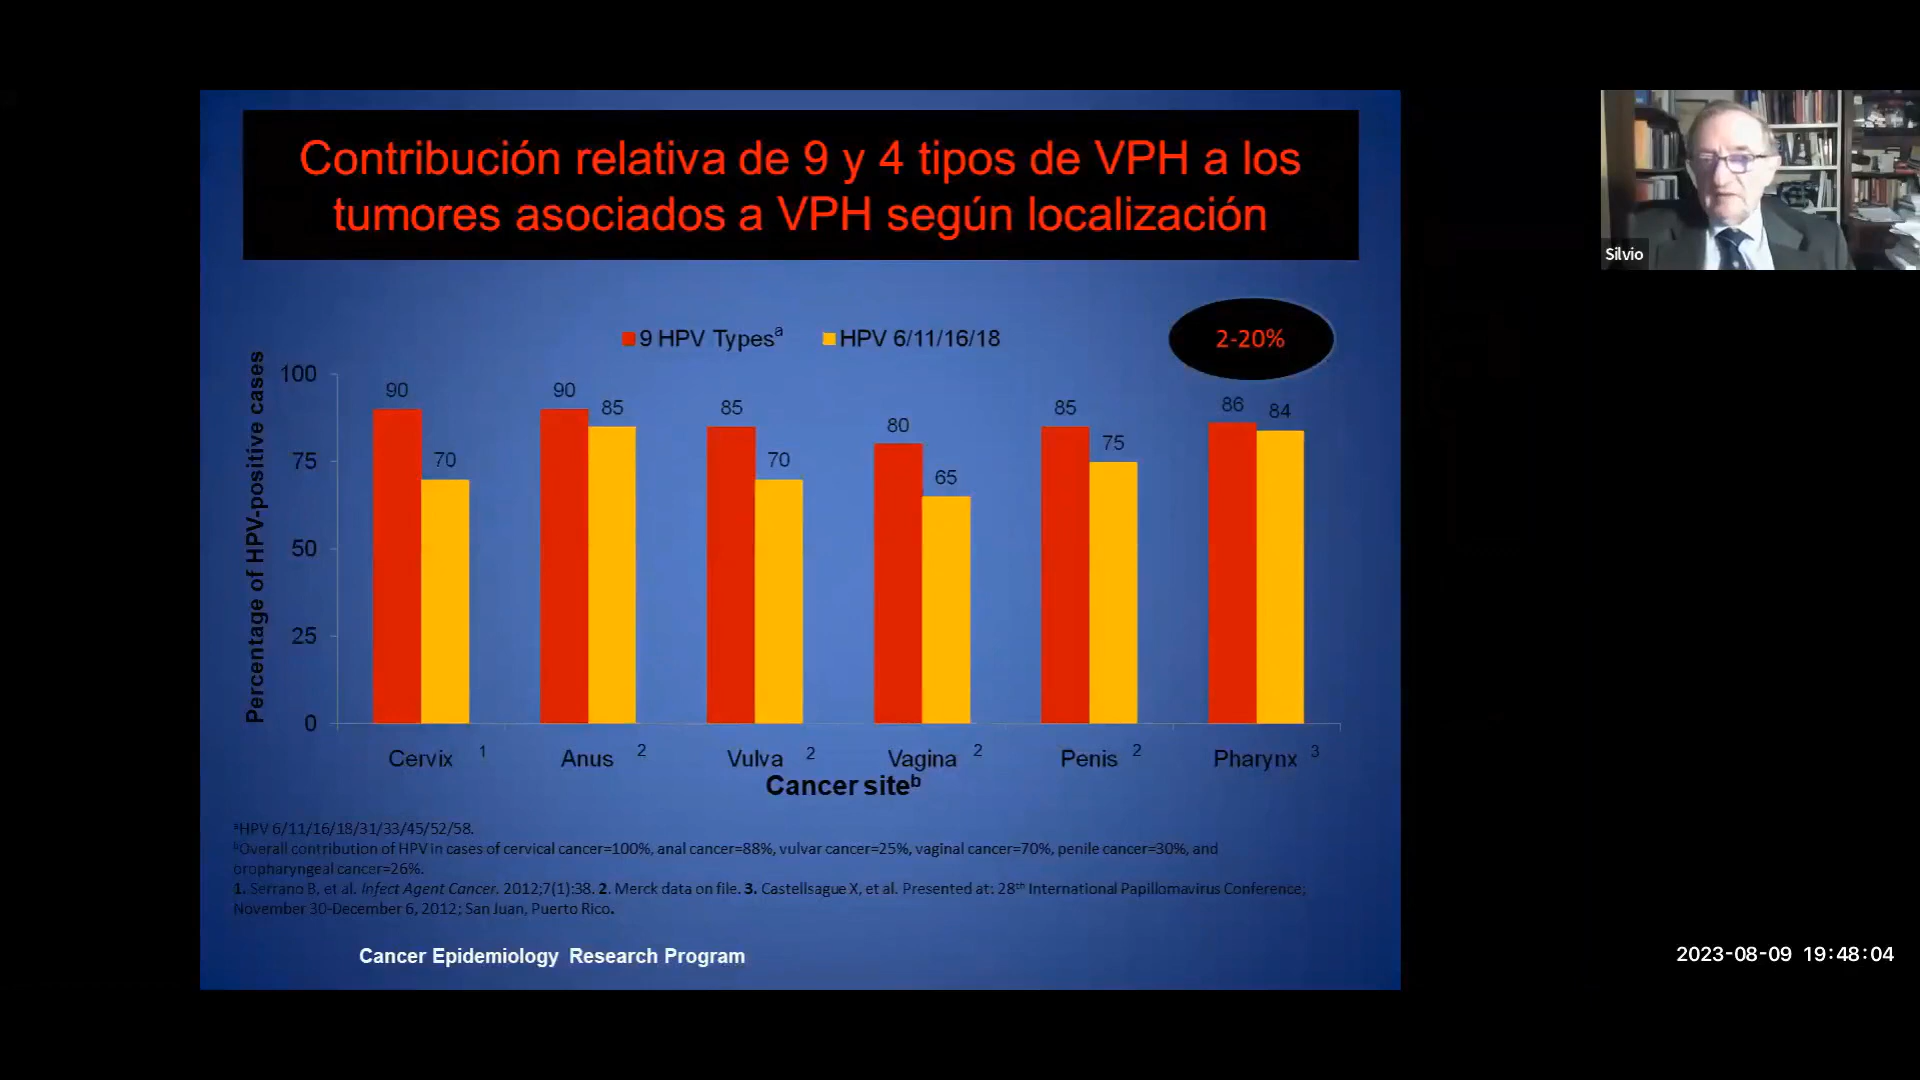 Contribución relativa de 9 y 4 tipos de VPH a los
tumores asociados a VPH según localización
Silvio
9 HPV Typesª HPV 6/11/16/18
2-20%
Percentage of HPV-positive cases
100
75
50
25
0
90 70
90 85
85 70
80 65
85 75
86 84
Cervix 1 Anus 2 Vulva 2 Vagina 2 Penis 2 Pharynx 3
Cancer siteᵇ
ªHPV 6/11/16/18/31/33/45/52/58.
ᵇOverall contribution of HPV in cases of cervical cancer=100%, anal cancer=88%, vulvar cancer=25%, vaginal cancer=70%, penile cancer=30%, and
oropharyngeal cancer=26%.
1. Serrano B, et al. Infect Agent Cancer. 2012;7(1):38. 2. Merck data on file. 3. Castellsague X, et al. Presented at: 28th International Papillomavirus Conference;
November 30-December 6, 2012; San Juan, Puerto Rico.
Cancer Epidemiology Research Program
2023-08-09 19:48:04